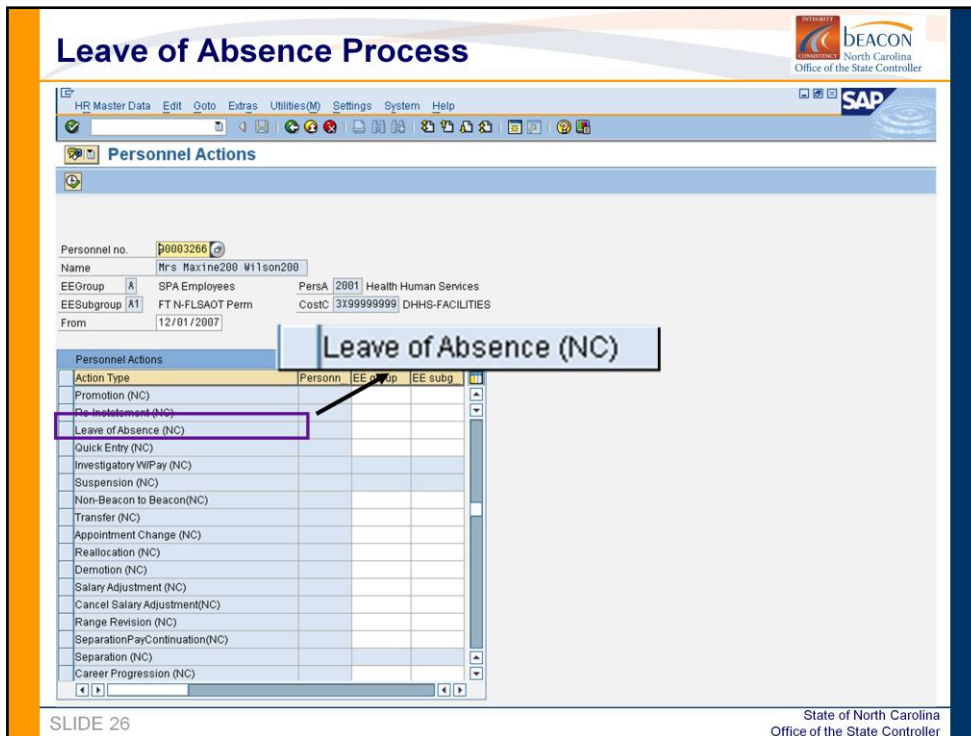 Leave of Absence Process
INTEGRITY
CONSISTENCY
BEACON
North Carolina
Office of the State Controller
HR Master Data Edit Goto Extras Utilities(M) Settings System Help
SAP
Personnel Actions
Personnel no. 00003266
Name Mrs Maxine200 Wilson200
EEGroup A SPA Employees PersA 2001 Health Human Services
EESubgroup A1 FT N-FLSAOT Perm CostC 3X99999999 DHHS-FACILITIES
From 12/01/2007
Leave of Absence (NC)
Personnel Actions
Action Type Personn... EE group EE subg...
Promotion (NC)
Re-Instatement (NC)
Leave of Absence (NC)
Quick Entry (NC)
Investigatory W/Pay (NC)
Suspension (NC)
Non-Beacon to Beacon(NC)
Transfer (NC)
Appointment Change (NC)
Reallocation (NC)
Demotion (NC)
Salary Adjustment (NC)
Cancel Salary Adjustment(NC)
Range Revision (NC)
SeparationPayContinuation(NC)
Separation (NC)
Career Progression (NC)
SLIDE 26
State of North Carolina
Office of the State Controller